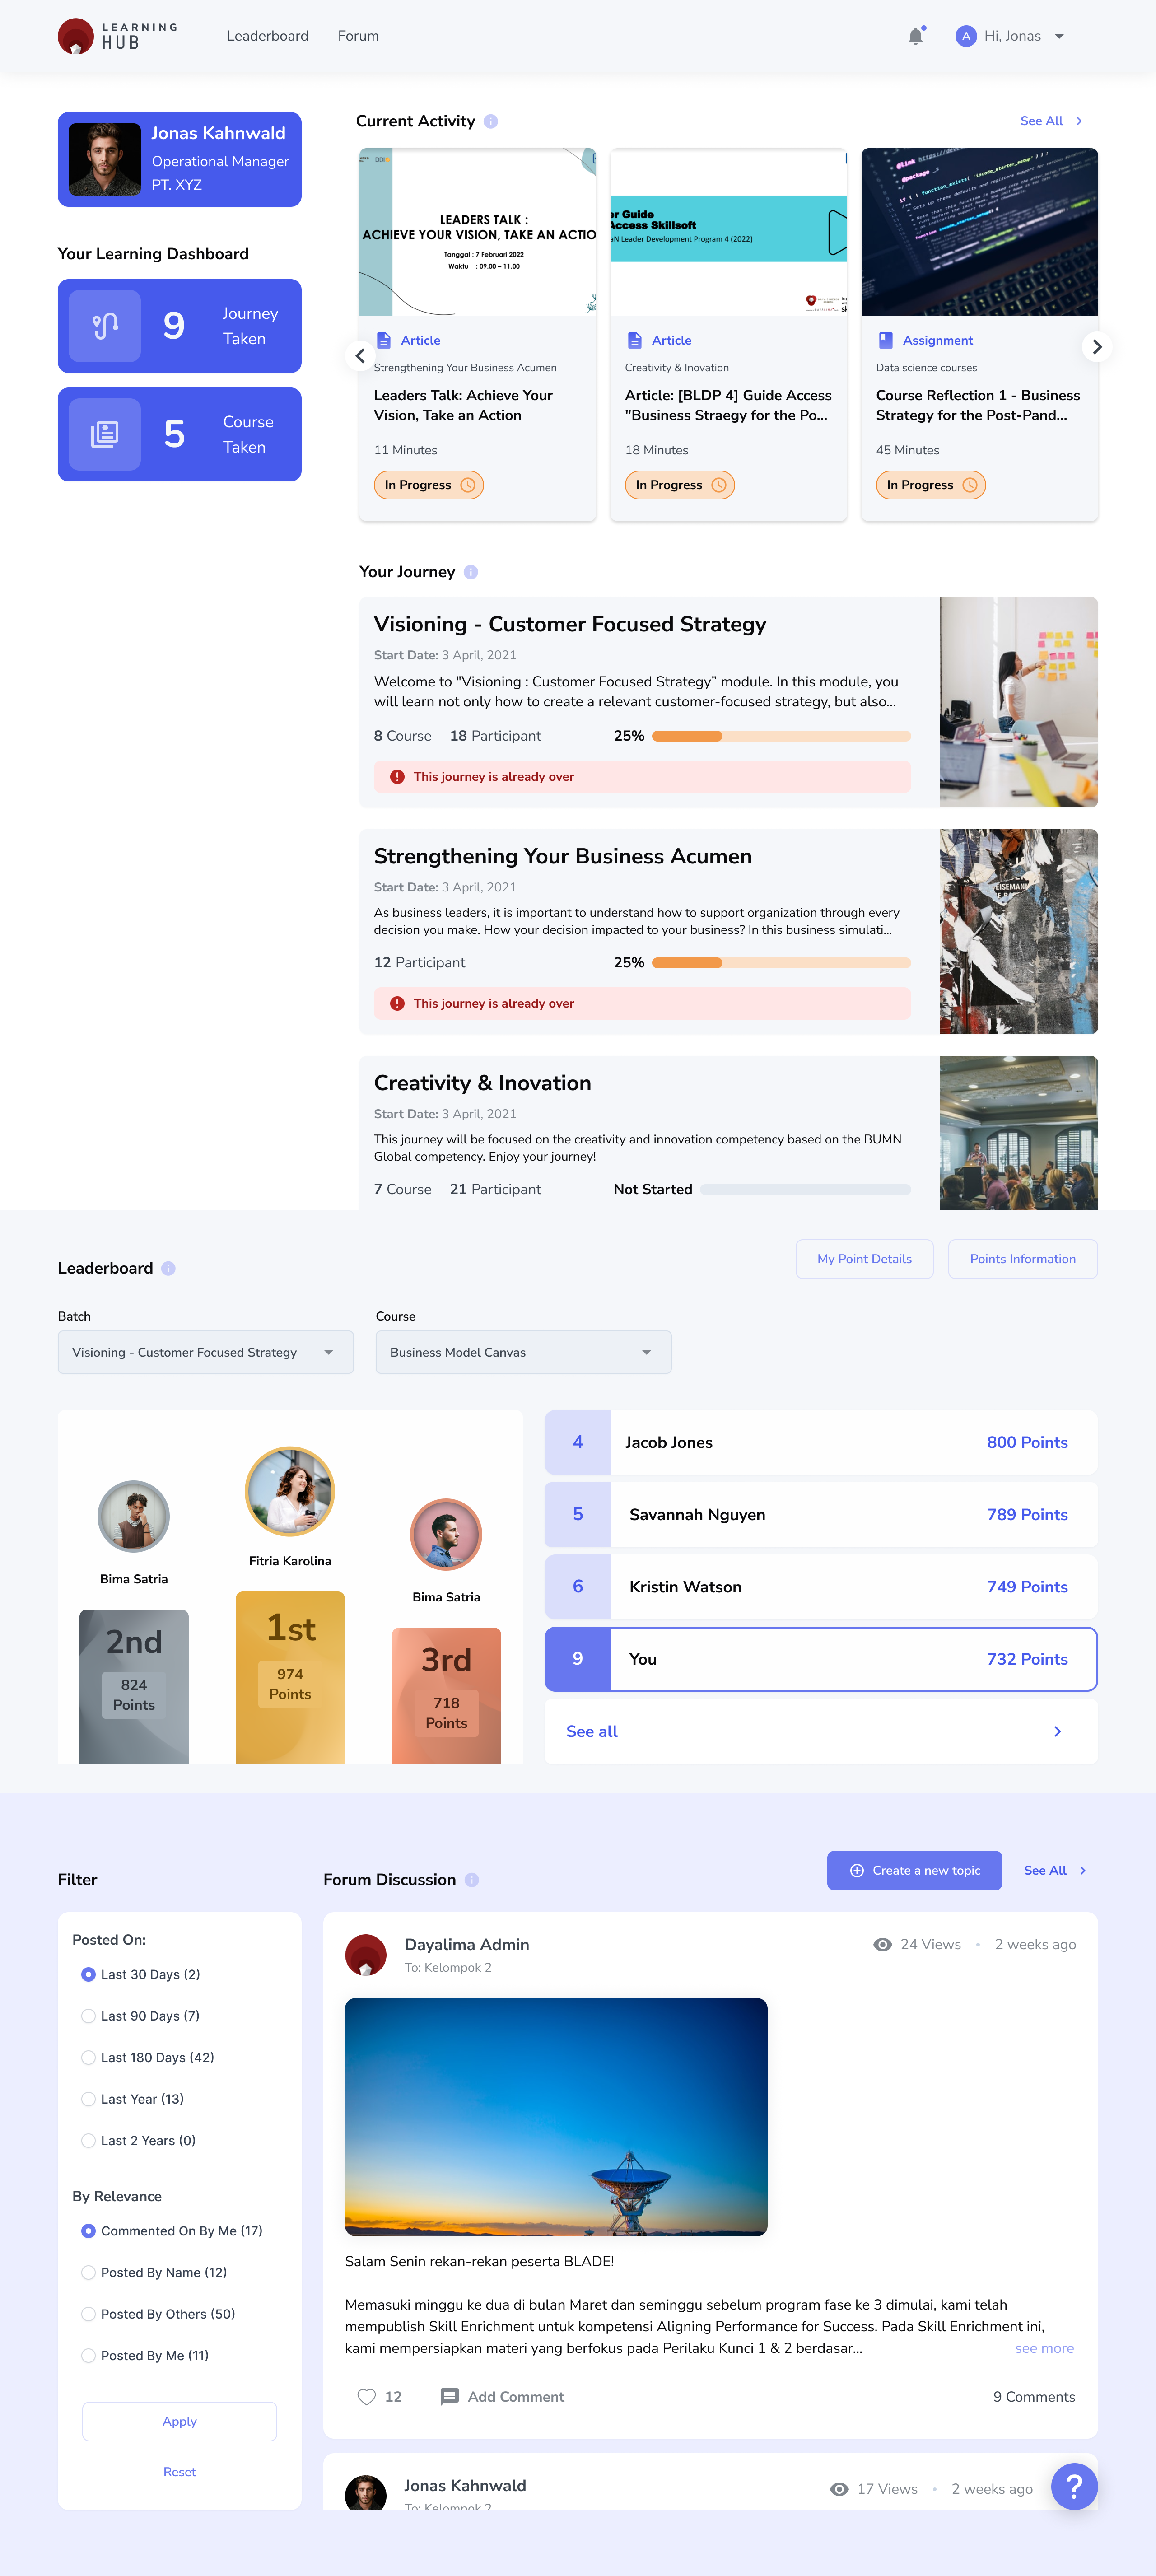 LEARNING
HUB
Leaderboard
Forum
A
Hi, Jonas
Jonas Kahnwald
Operational Manager
PT. XYZ
Your Learning Dashboard
9
Journey
Taken
5
Course
Taken
Current Activity
See All
LEADERS TALK :
ACHIEVE YOUR VISION, TAKE AN ACTIO
Tanggal : 7 Februari 2022
Waktu : 09.00 – 11.00
Article
Strengthening Your Business Acumen
Leaders Talk: Achieve Your
Vision, Take an Action
11 Minutes
In Progress
er Guide
Access Skillsoft
aN Leader Development Program 4 (2022)
Article
Creativity & Inovation
Article: [BLDP 4] Guide Access
"Business Straegy for the Po...
18 Minutes
In Progress
@link
@package
if ( ! function_exists( 'incode_starter_setup' ) ) {
Assignment
Data science courses
Course Reflection 1 - Business
Strategy for the Post-Pand...
45 Minutes
In Progress
Your Journey
Visioning - Customer Focused Strategy
Start Date: 3 April, 2021
Welcome to "Visioning : Customer Focused Strategy” module. In this module, you
will learn not only how to create a relevant customer-focused strategy, but also...
8 Course 18 Participant 25%
This journey is already over
Strengthening Your Business Acumen
Start Date: 3 April, 2021
As business leaders, it is important to understand how to support organization through every
decision you make. How your decision impacted to your business? In this business simulati...
12 Participant 25%
This journey is already over
Creativity & Inovation
Start Date: 3 April, 2021
This journey will be focused on the creativity and innovation competency based on the BUMN
Global competency. Enjoy your journey!
7 Course 21 Participant Not Started
Leaderboard
My Point Details
Points Information
Batch
Visioning - Customer Focused Strategy
Course
Business Model Canvas
Bima Satria
2nd
824
Points
Fitria Karolina
1st
974
Points
Bima Satria
3rd
718
Points
4 Jacob Jones 800 Points
5 Savannah Nguyen 789 Points
6 Kristin Watson 749 Points
9 You 732 Points
See all
Filter
Posted On:
Last 30 Days (2)
Last 90 Days (7)
Last 180 Days (42)
Last Year (13)
Last 2 Years (0)
By Relevance
Commented On By Me (17)
Posted By Name (12)
Posted By Others (50)
Posted By Me (11)
Apply
Reset
Forum Discussion
Create a new topic
See All
Dayalima Admin
To: Kelompok 2
24 Views • 2 weeks ago
Salam Senin rekan-rekan peserta BLADE!
Memasuki minggu ke dua di bulan Maret dan seminggu sebelum program fase ke 3 dimulai, kami telah
mempublish Skill Enrichment untuk kompetensi Aligning Performance for Success. Pada Skill Enrichment ini,
kami mempersiapkan materi yang berfokus pada Perilaku Kunci 1 & 2 berdasar... see more
12
Add Comment
9 Comments
Jonas Kahnwald
To: Kelompok 2
17 Views • 2 weeks ago
?